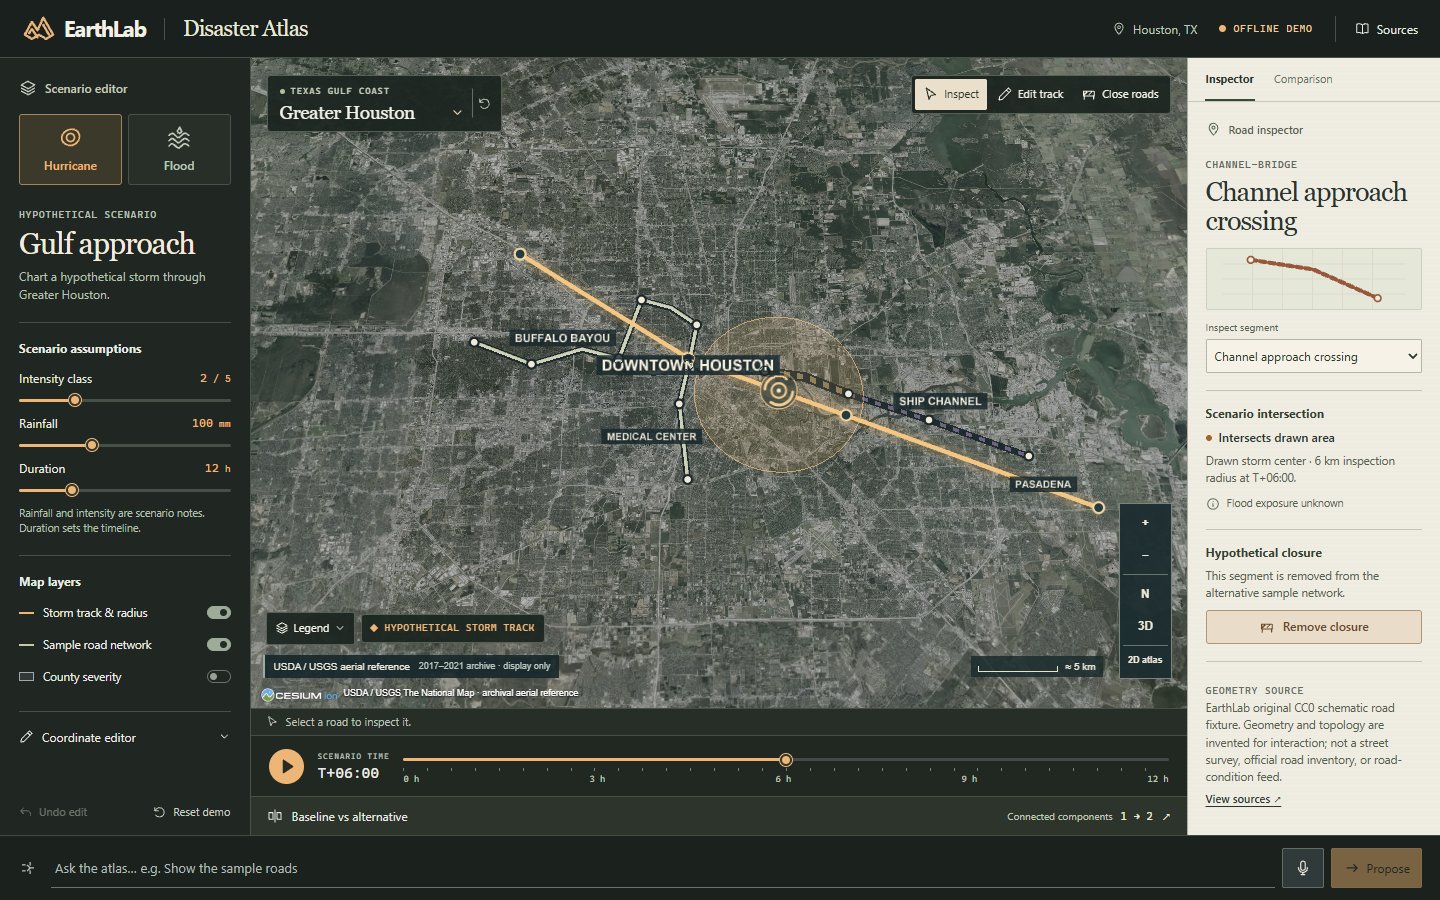 EarthLab
Disaster Atlas
Houston, TX
OFFLINE DEMO
Sources
Scenario editor
Hurricane
Flood
HYPOTHETICAL SCENARIO
Gulf approach
Chart a hypothetical storm through
Greater Houston.
Scenario assumptions
Intensity class
2 / 5
Rainfall
100 mm
Duration
12 h
Rainfall and intensity are scenario notes.
Duration sets the timeline.
Map layers
Storm track & radius
Sample road network
County severity
Coordinate editor
Undo edit
Reset demo
TEXAS GULF COAST
Greater Houston
Inspect
Edit track
Close roads
BUFFALO BAYOU
DOWNTOWN HOUSTON
SHIP CHANNEL
MEDICAL CENTER
PASADENA
+
−
N
3D
2D atlas
Legend
HYPOTHETICAL STORM TRACK
USDA / USGS aerial reference 2017–2021 archive · display only
≈ 5 km
CESIUM ion USDA / USGS The National Map · archival aerial reference
Select a road to inspect it.
SCENARIO TIME
T+06:00
0 h
3 h
6 h
9 h
12 h
Baseline vs alternative
Connected components 1 → 2 ↗
Inspector
Comparison
Road inspector
CHANNEL-BRIDGE
Channel approach
crossing
Inspect segment
Channel approach crossing
Scenario intersection
Intersects drawn area
Drawn storm center · 6 km inspection
radius at T+06:00.
Flood exposure unknown
Hypothetical closure
This segment is removed from the
alternative sample network.
Remove closure
GEOMETRY SOURCE
EarthLab original CC0 schematic road
fixture. Geometry and topology are
invented for interaction; not a street
survey, official road inventory, or road-
condition feed.
View sources ↗
Ask the atlas... e.g. Show the sample roads
→ Propose